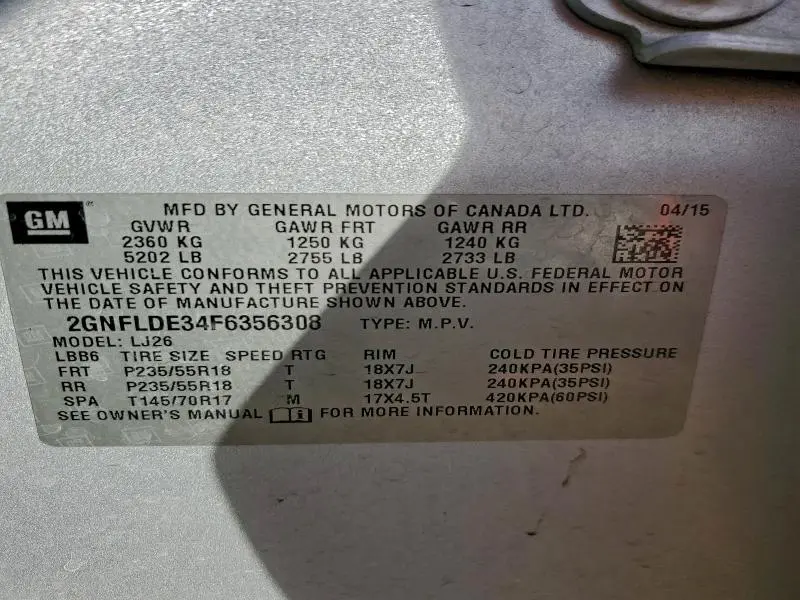 GM® MFD BY GENERAL MOTORS OF CANADA LTD. 04/15
GVWR GAWR FRT GAWR RR
2360 KG 1250 KG 1240 KG
5202 LB 2755 LB 2733 LB
THIS VEHICLE CONFORMS TO ALL APPLICABLE U.S. FEDERAL MOTOR
VEHICLE SAFETY AND THEFT PREVENTION STANDARDS IN EFFECT ON
THE DATE OF MANUFACTURE SHOWN ABOVE.
2GNFLDE34F6356308 TYPE: M.P.V.
MODEL: LJ26
LBB6 TIRE SIZE SPEED RTG RIM COLD TIRE PRESSURE
FRT P235/55R18 T 18X7J 240KPA(35PSI)
RR P235/55R18 T 18X7J 240KPA(35PSI)
SPA T145/70R17 M 17X4.5T 420KPA(60PSI)
SEE OWNER'S MANUAL FOR MORE INFORMATION.